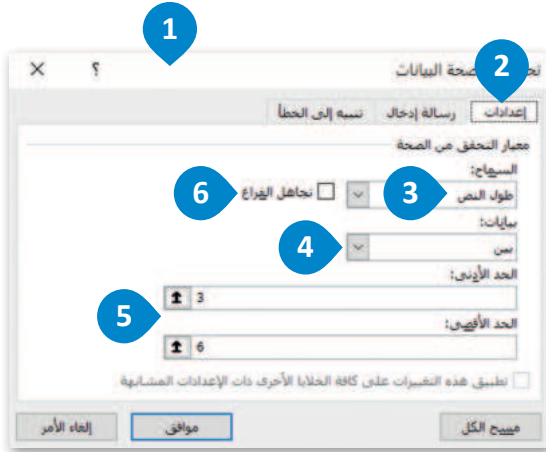 1
صحة البيانات ؟ ×
2
إعدادات رسالة إدخال تنبيه إلى الخطأ
معيار التحقق من الصحة
السماح:
طول النص 3 تجاهل الفراغ 6
بيانات:
بين 4
الحد الأدنى:
3
5
الحد الأقصى:
6
تطبيق هذه التغييرات على كافة الخلايا الأخرى ذات الإعدادات المشابهة
مسح الكل موافق إلغاء الأمر